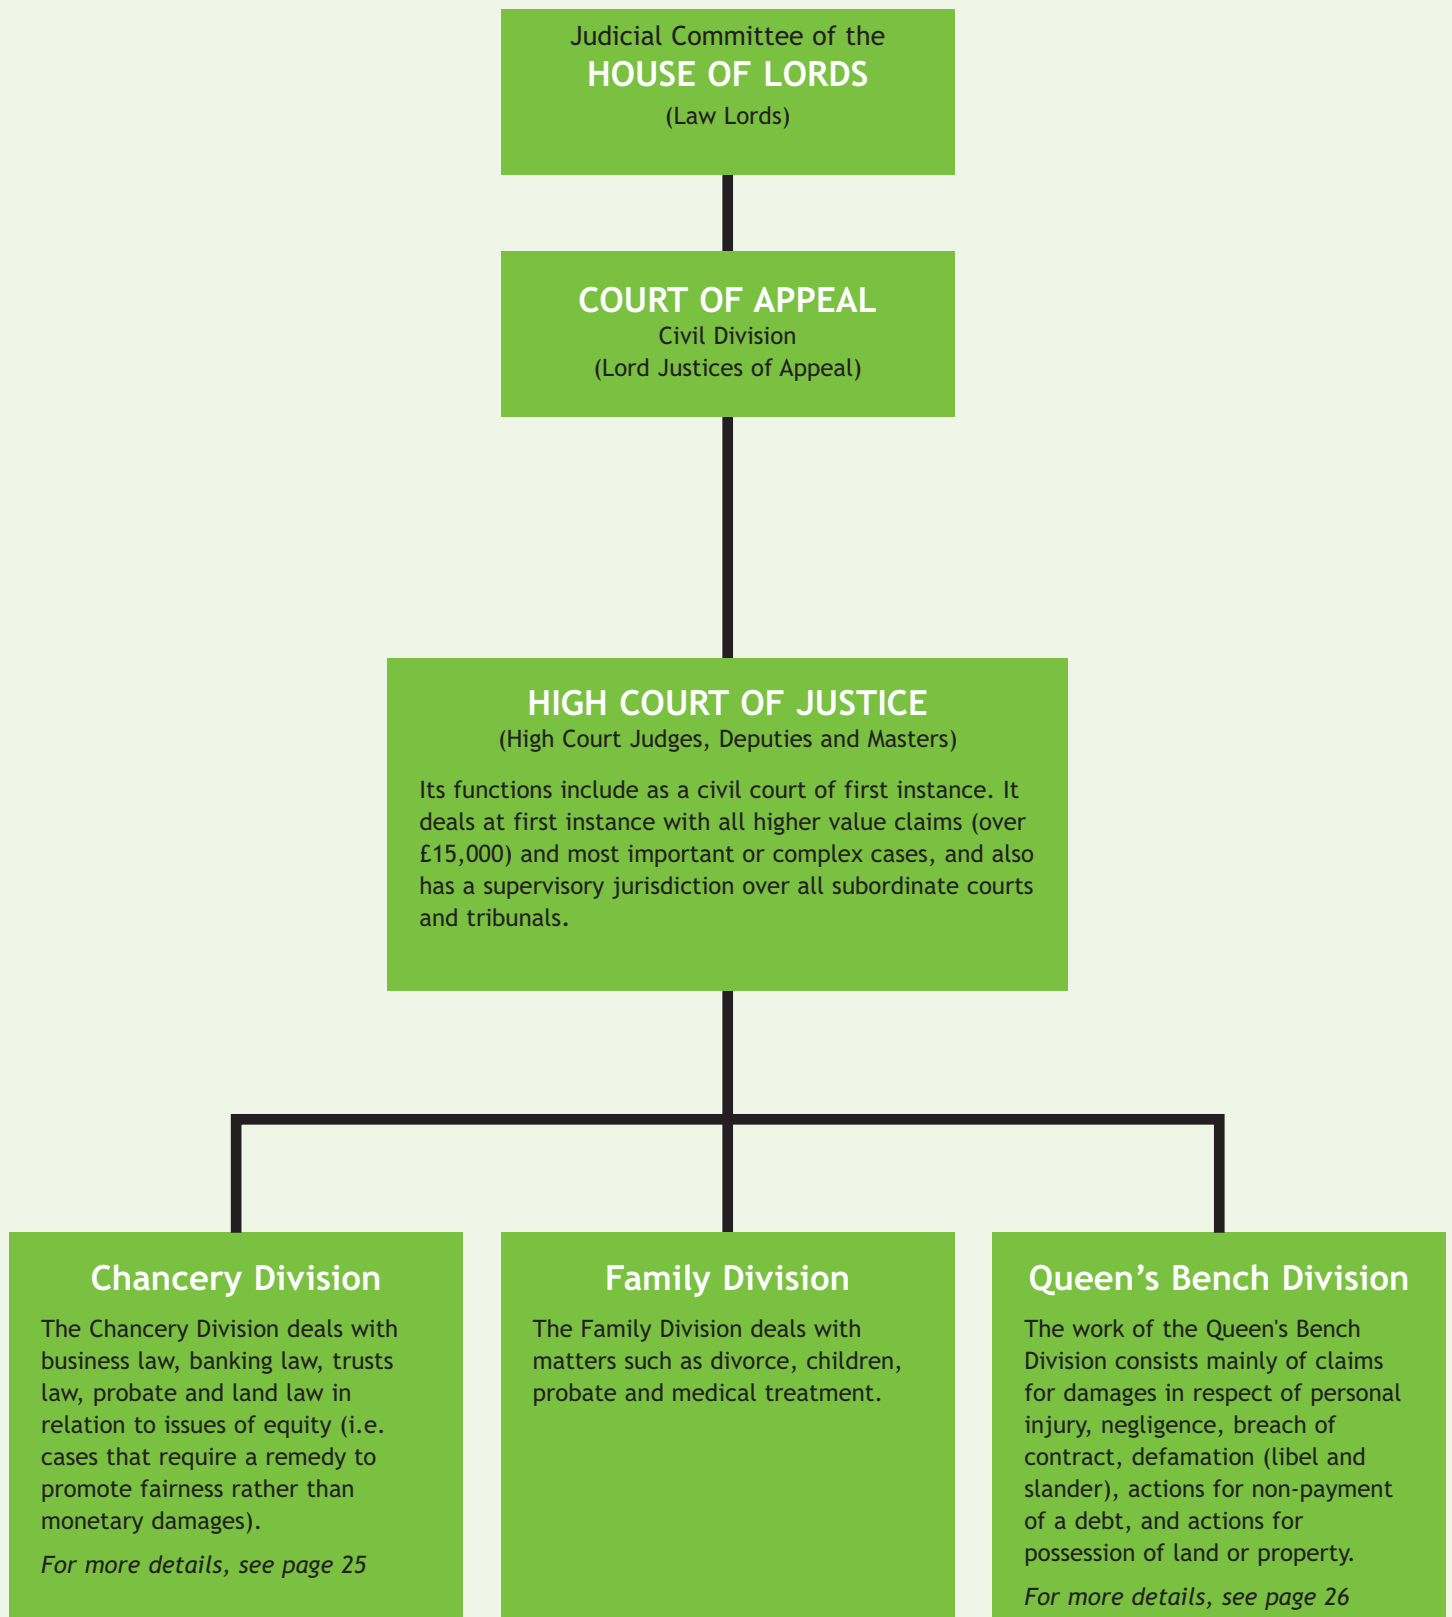 Judicial Committee of the
HOUSE OF LORDS
(Law Lords)
COURT OF APPEAL
Civil Division
(Lord Justices of Appeal)
HIGH COURT OF JUSTICE
(High Court Judges, Deputies and Masters)
Its functions include as a civil court of first instance. It
deals at first instance with all higher value claims (over
£15,000) and most important or complex cases, and also
has a supervisory jurisdiction over all subordinate courts
and tribunals.
Chancery Division
The Chancery Division deals with
business law, banking law, trusts
law, probate and land law in
relation to issues of equity (i.e.
cases that require a remedy to
promote fairness rather than
monetary damages).
For more details, see page 25
Family Division
The Family Division deals with
matters such as divorce, children,
probate and medical treatment.
Queen’s Bench Division
The work of the Queen's Bench
Division consists mainly of claims
for damages in respect of personal
injury, negligence, breach of
contract, defamation (libel and
slander), actions for non-payment
of a debt, and actions for
possession of land or property.
For more details, see page 26